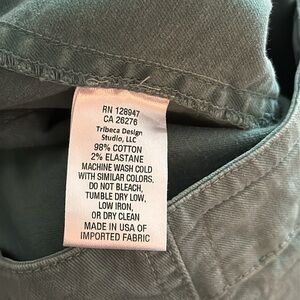 RN 128947
CA 26276
Tribeca Design
Studio, LLC
98% COTTON
2% ELASTANE
MACHINE WASH COLD
WITH SIMILAR COLORS,
DO NOT BLEACH,
TUMBLE DRY LOW,
LOW IRON,
OR DRY CLEAN
MADE IN USA OF
IMPORTED FABRIC